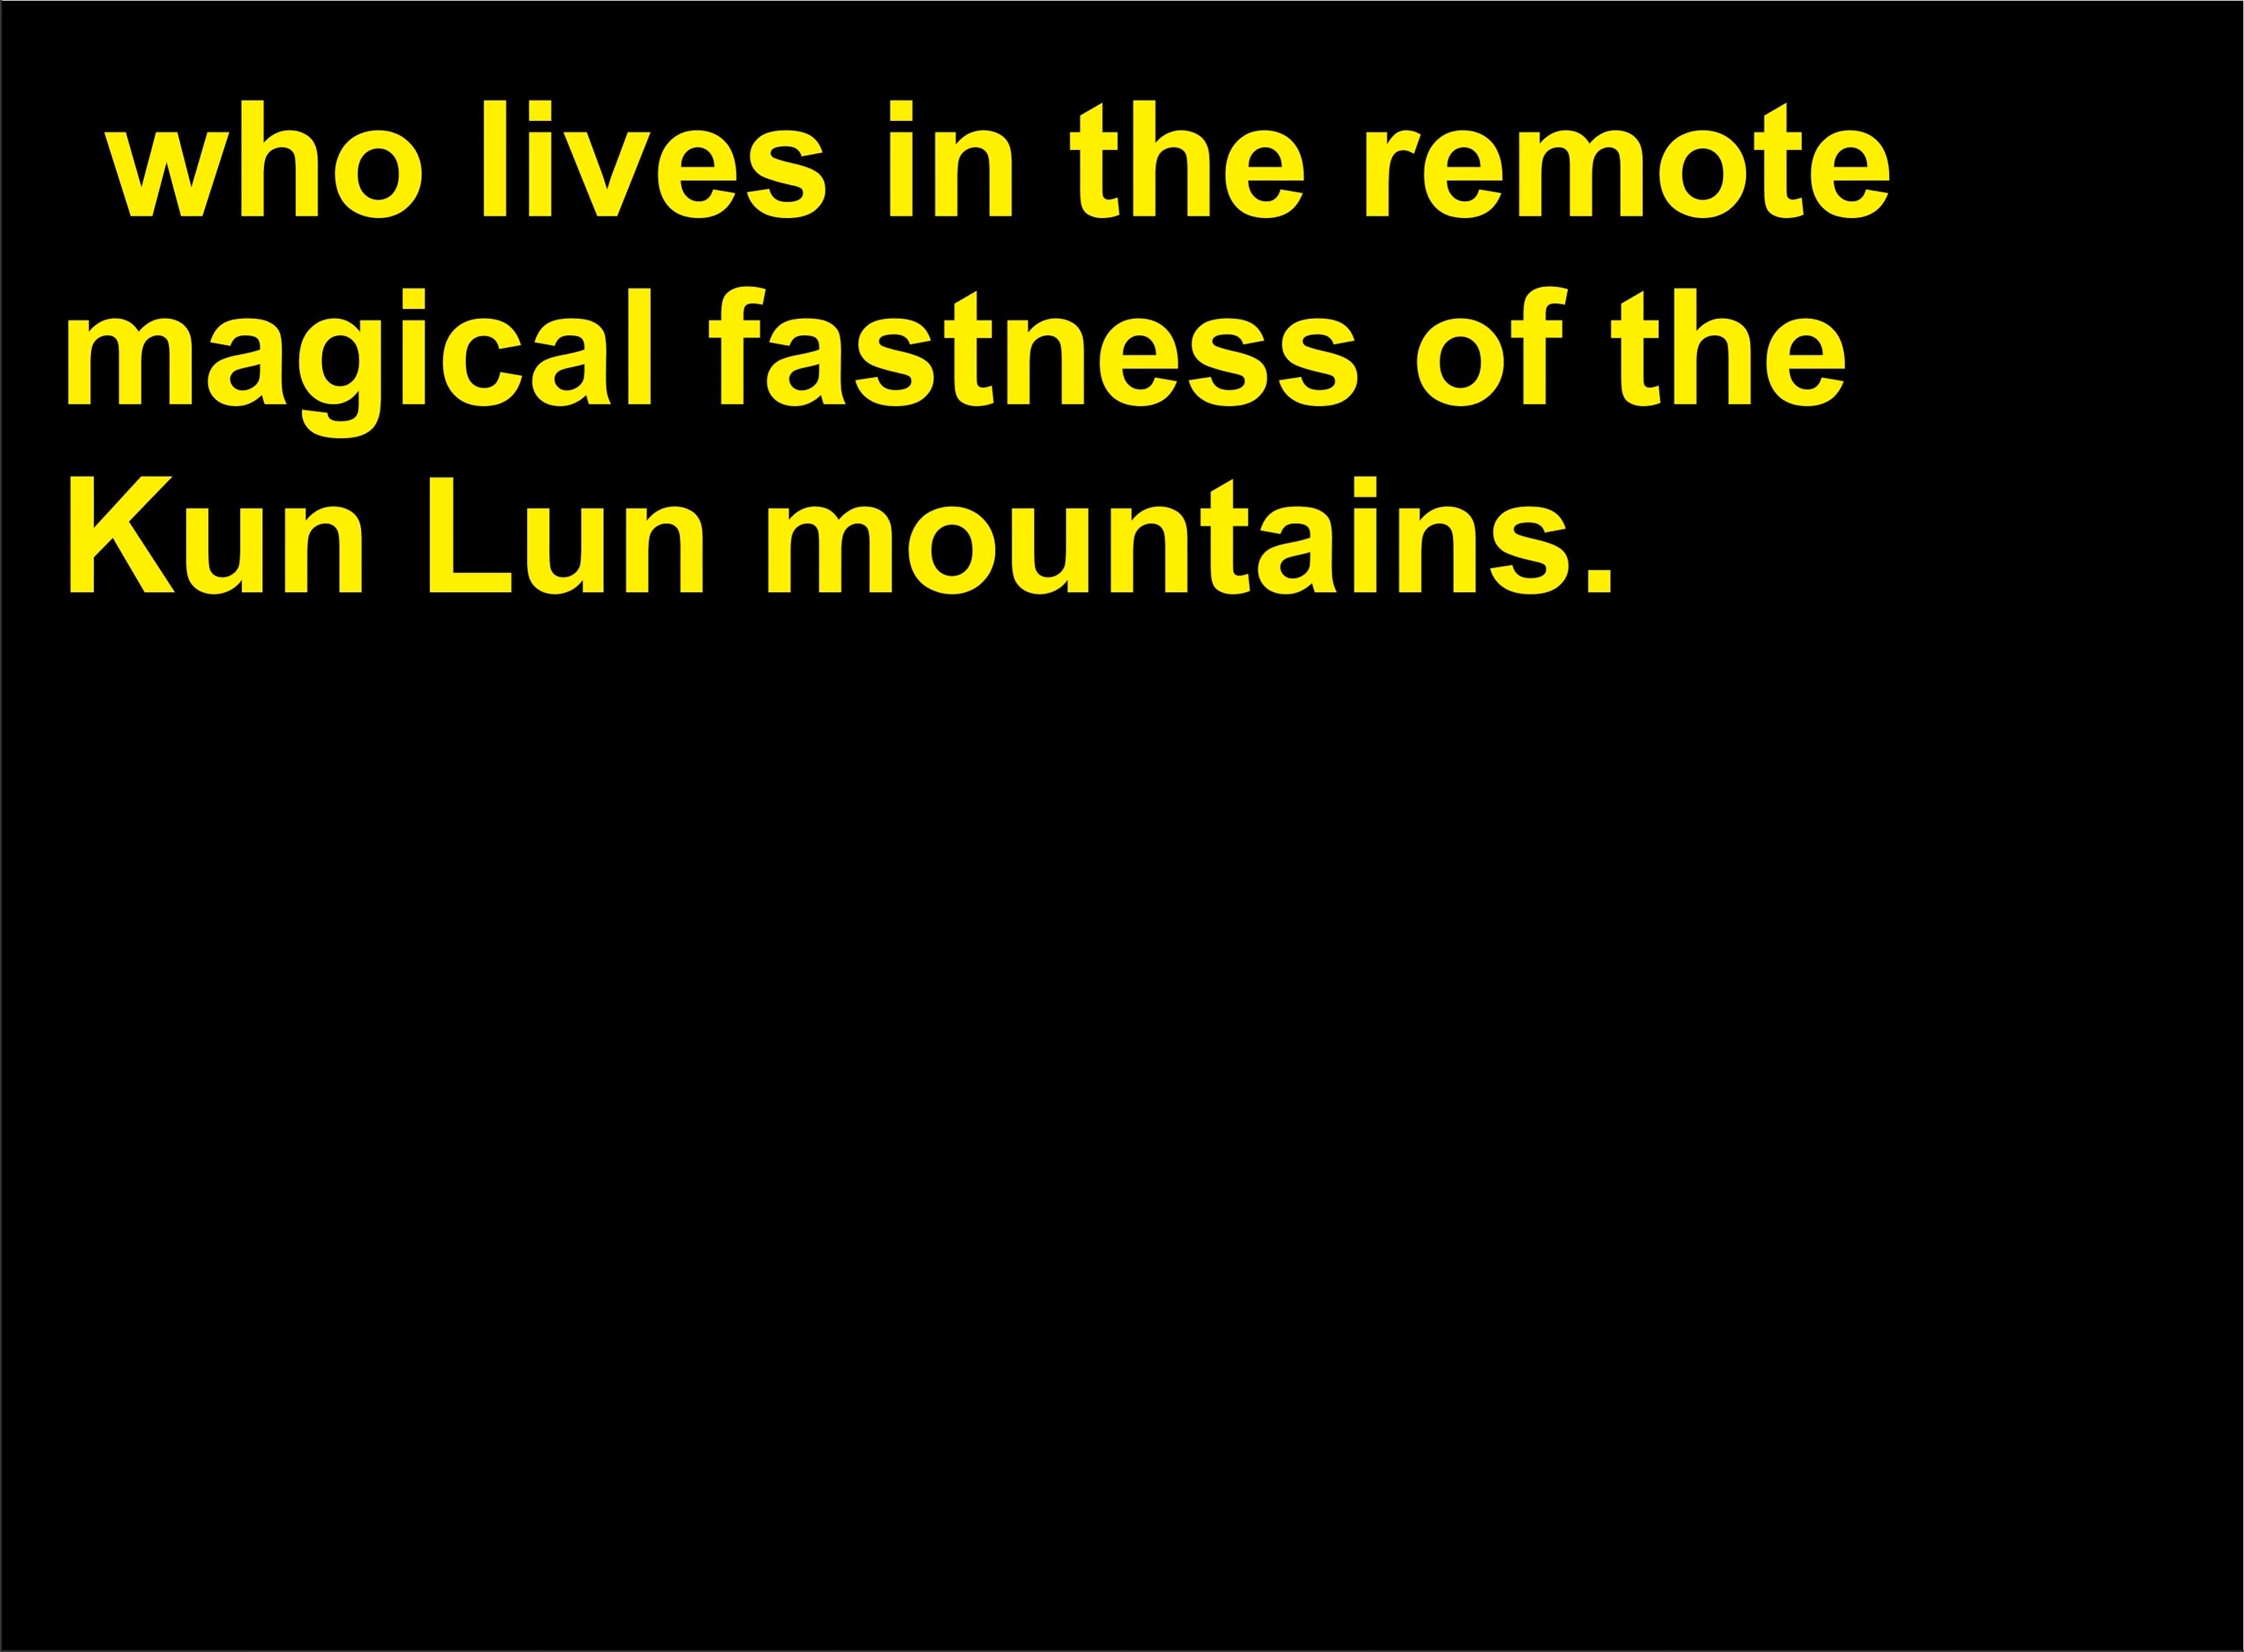 who lives in the remote
magical fastness of the
Kun Lun mountains.